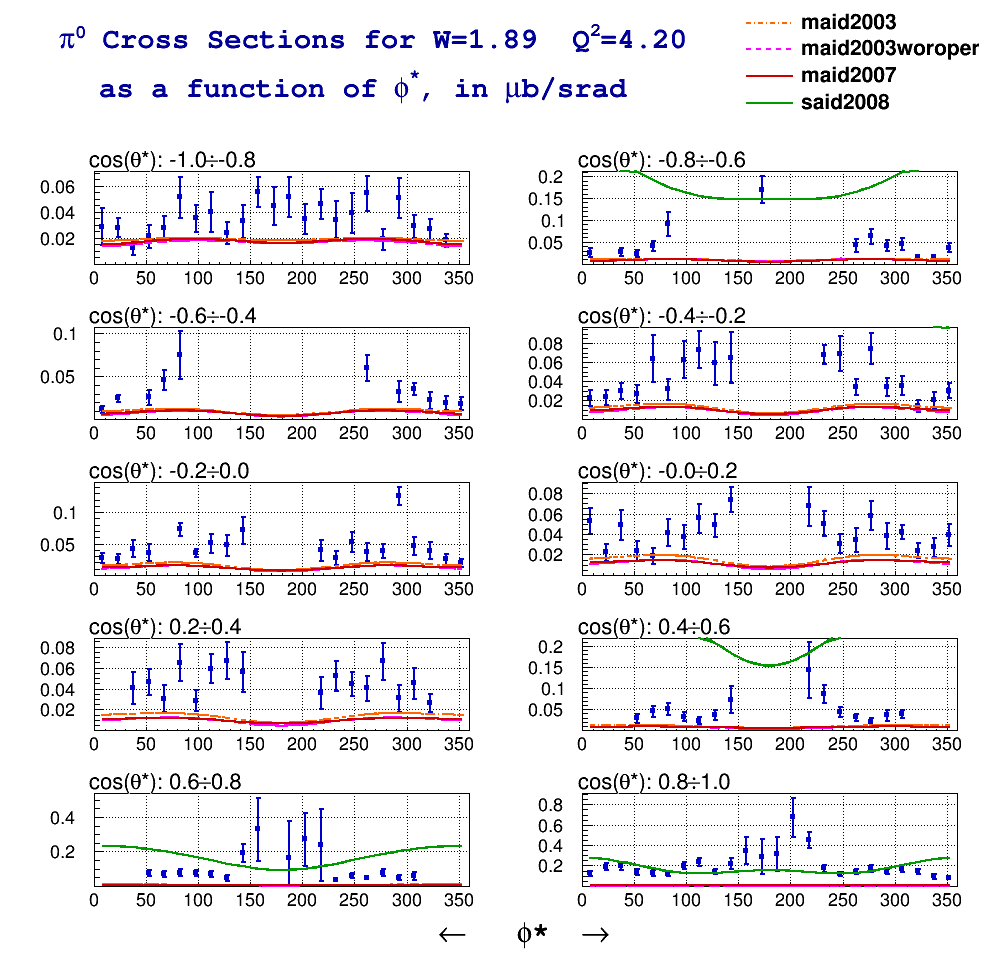 π⁰ Cross Sections for W=1.89 Q²=4.20
as a function of ϕ*, in μb/srad
maid2003
maid2003woroper
maid2007
said2008
cos(θ*): -1.0÷-0.8
0.06
0.04
0.02
0 50 100 150 200 250 300 350
cos(θ*): -0.8÷-0.6
0.2
0.15
0.1
0.05
0 50 100 150 200 250 300 350
cos(θ*): -0.6÷-0.4
0.1
0.05
0 50 100 150 200 250 300 350
cos(θ*): -0.4÷-0.2
0.08
0.06
0.04
0.02
0 50 100 150 200 250 300 350
cos(θ*): -0.2÷0.0
0.1
0.05
0 50 100 150 200 250 300 350
cos(θ*): -0.0÷0.2
0.08
0.06
0.04
0.02
0 50 100 150 200 250 300 350
cos(θ*): 0.2÷0.4
0.08
0.06
0.04
0.02
0 50 100 150 200 250 300 350
cos(θ*): 0.4÷0.6
0.2
0.15
0.1
0.05
0 50 100 150 200 250 300 350
cos(θ*): 0.6÷0.8
0.4
0.2
0 50 100 150 200 250 300 350
cos(θ*): 0.8÷1.0
0.8
0.6
0.4
0.2
0 50 100 150 200 250 300 350
← ϕ* →